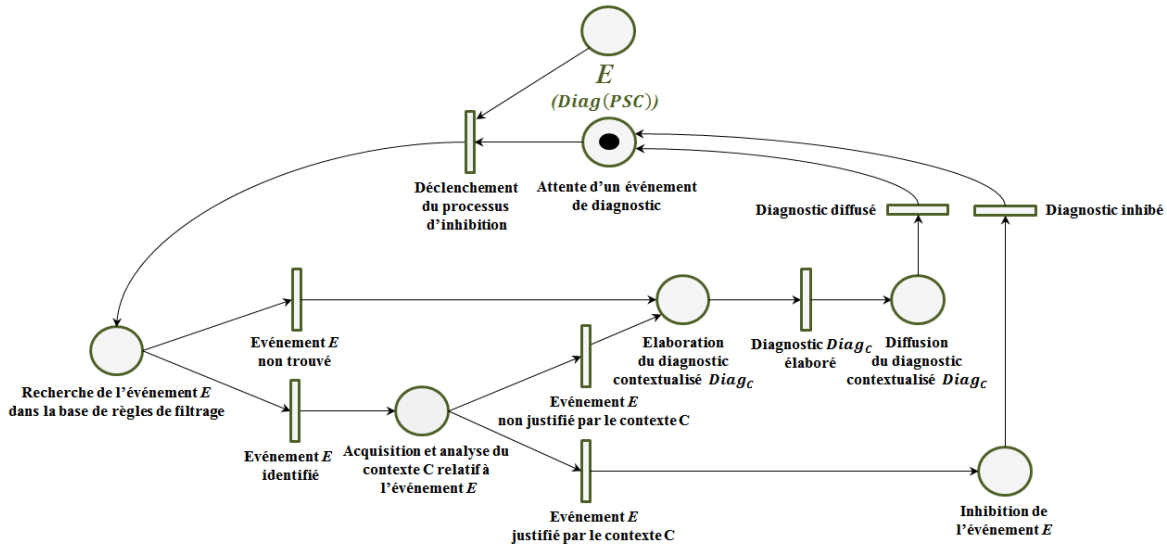 E
(Diag(PSC))
Déclenchement
du processus
d'inhibition
Attente d'un événement
de diagnostic
Diagnostic diffusé
Diagnostic inhibé
Evénement E
non trouvé
Elaboration
du diagnostic
contextualisé Diag_C
Diagnostic Diag_C
élaboré
Diffusion
du diagnostic
contextualisé Diag_C
Recherche de l'événement E
dans la base de règles de filtrage
Evénement E
non justifié par le contexte C
Evénement E
identifié
Acquisition et analyse du
contexte C relatif à
l'événement E
Evénement E
justifié par le contexte C
Inhibition de
l'événement E